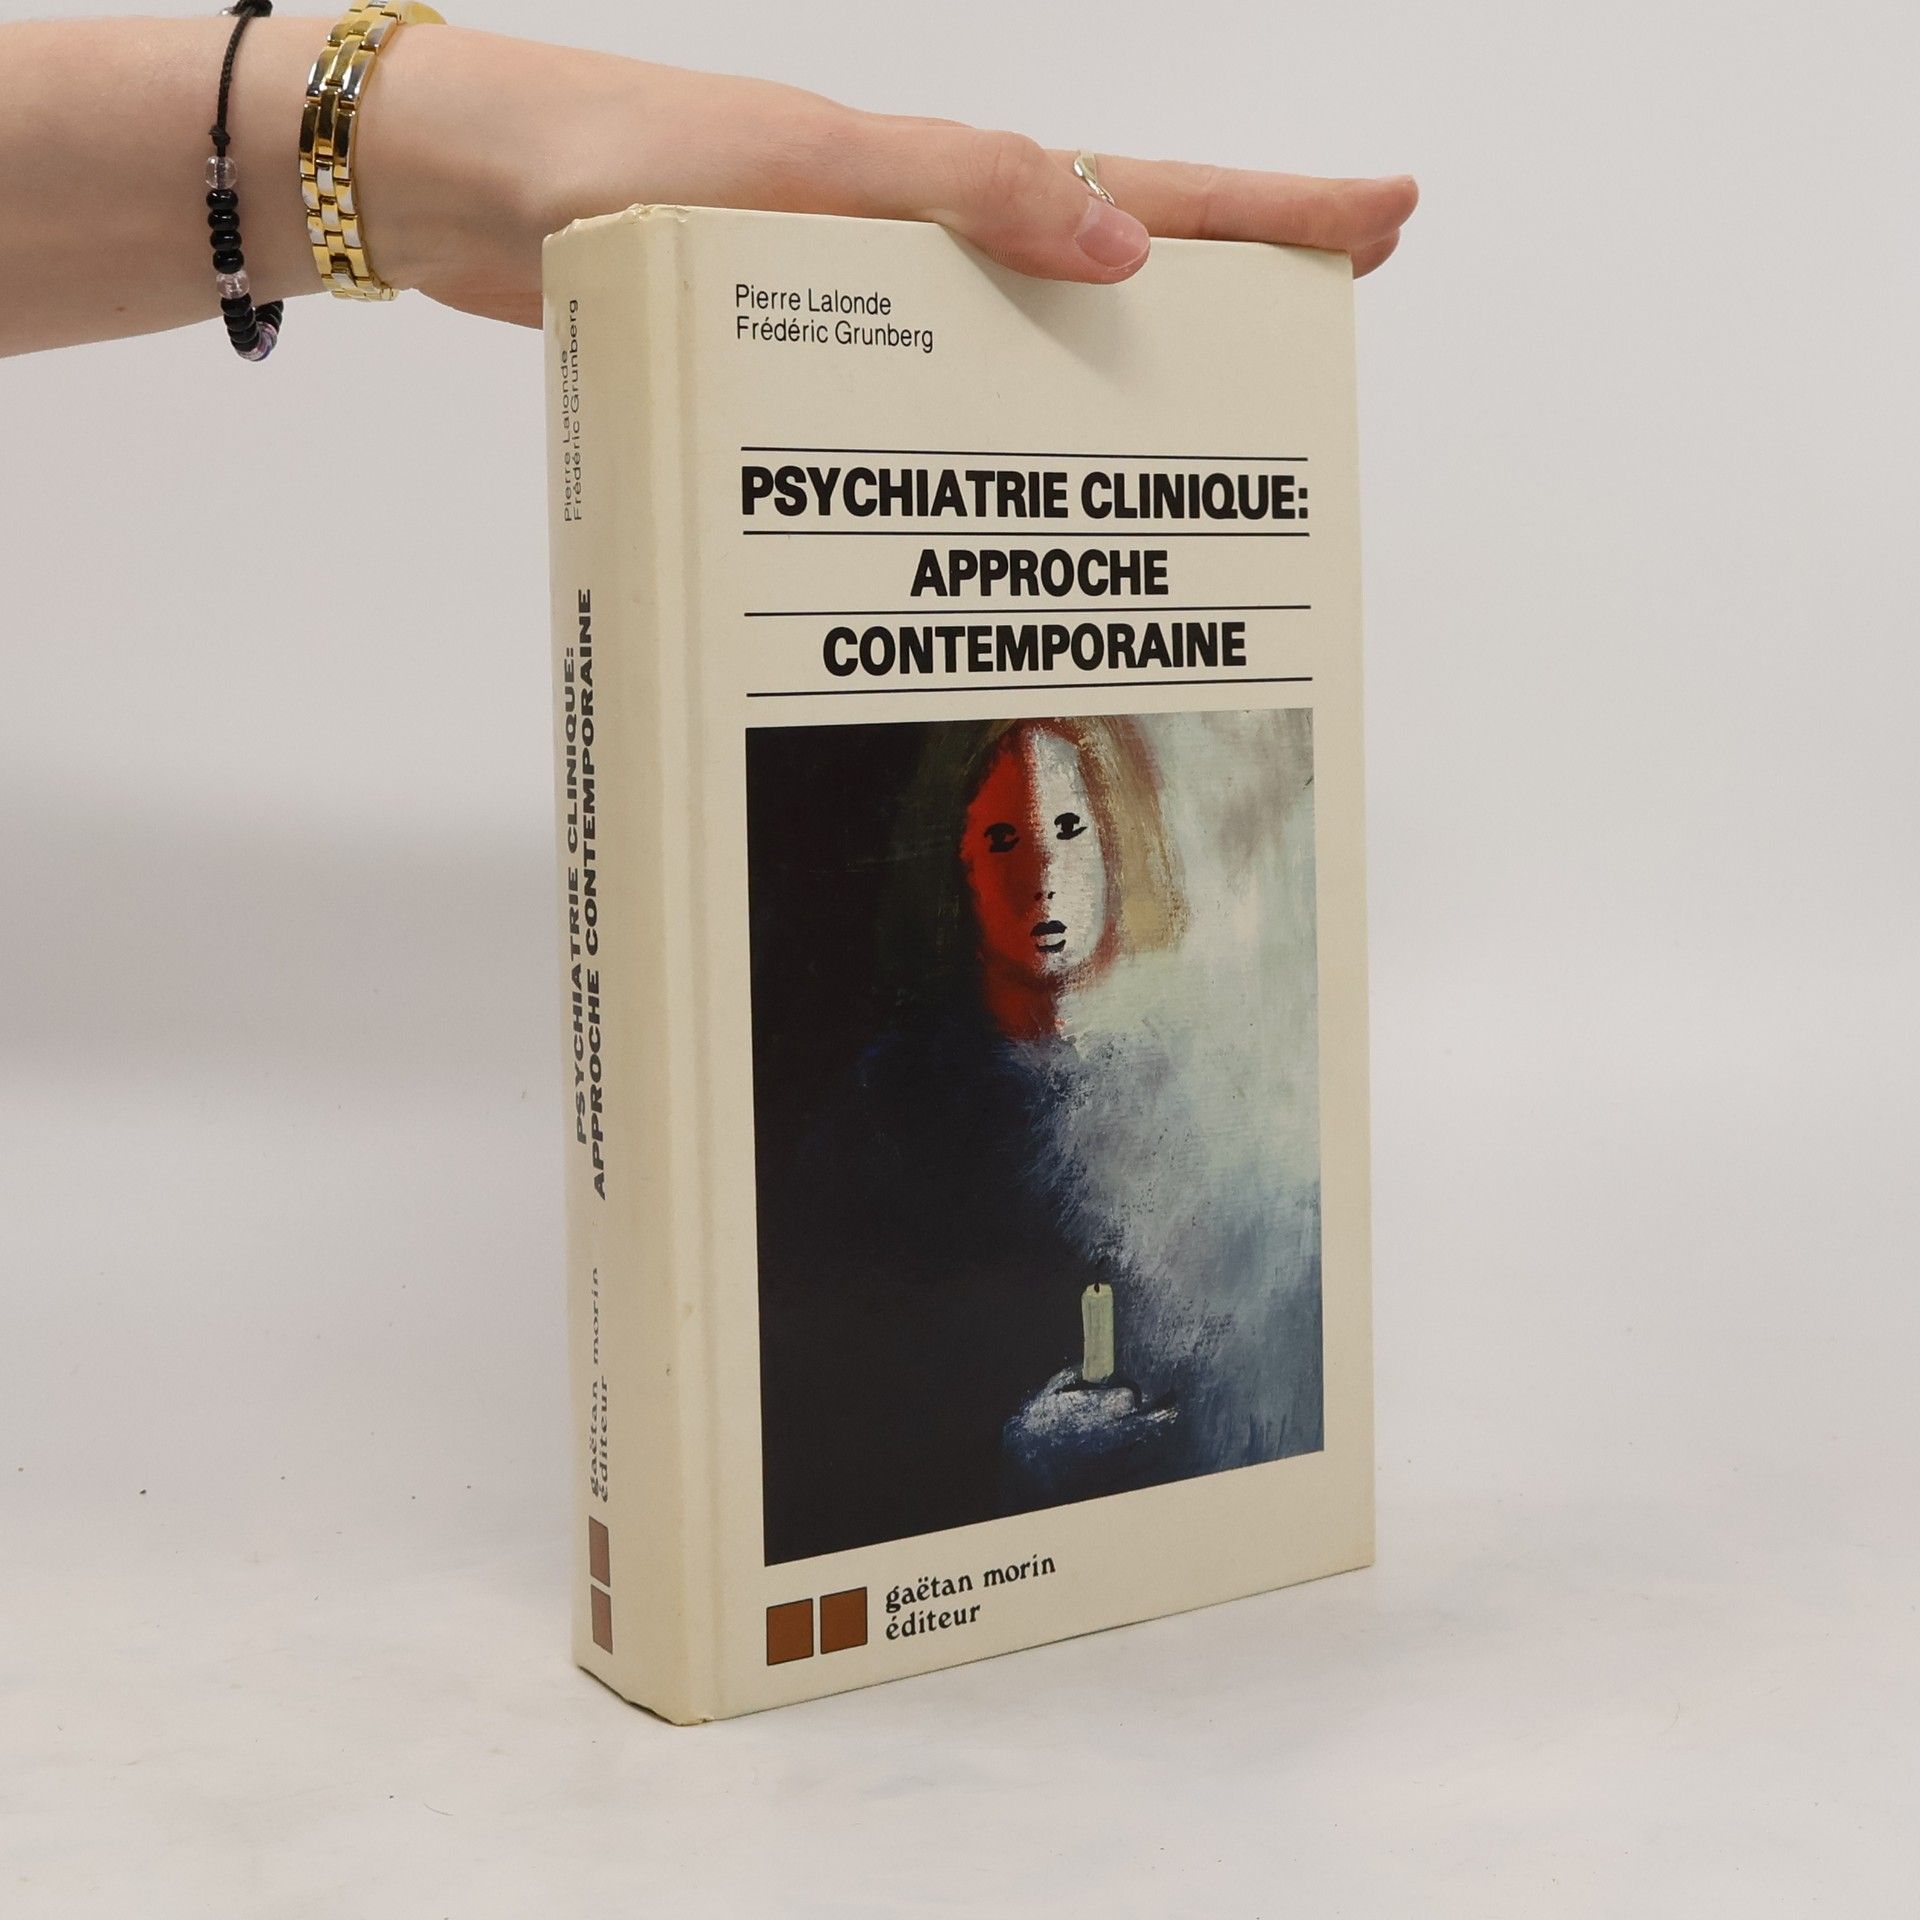 Pierre Lalonde
Frédéric Grunberg
PSYCHIATRIE CLINIQUE:
APPROCHE
CONTEMPORAINE
gaëtan morin
éditeur
Pierre Lalonde
Frédéric Grunberg
PSYCHIATRIE CLINIQUE:
APPROCHE CONTEMPORAINE
gaëtan morin
éditeur